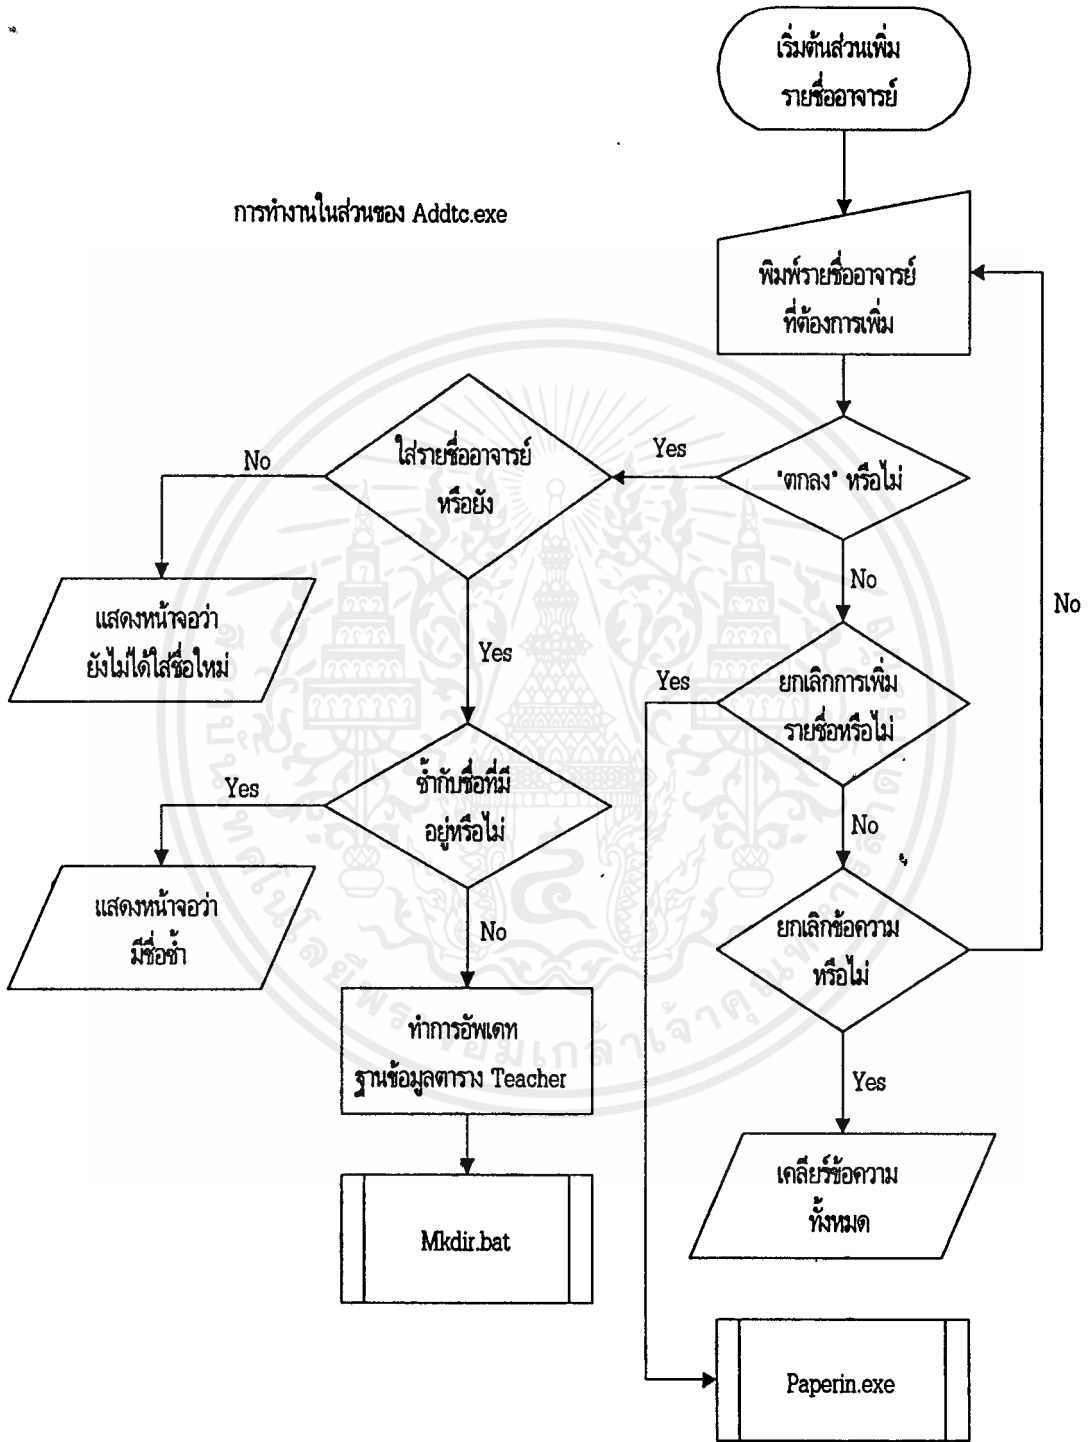 เริ่มต้นส่วนเพิ่ม
รายชื่ออาจารย์
การทำงานในส่วนของ Addtc.exe
พิมพ์รายชื่ออาจารย์
ที่ต้องการเพิ่ม
"ตกลง" หรือไม่
Yes
No
ใส่รายชื่ออาจารย์
หรือยัง
No
Yes
แสดงหน้าจอว่า
ยังไม่ได้ใส่ชื่อใหม่
ยกเลิกการเพิ่ม
รายชื่อหรือไม่
Yes
No
No
ซ้ำกับชื่อที่มี
อยู่หรือไม่
Yes
No
แสดงหน้าจอว่า
มีชื่อซ้ำ
ยกเลิกข้อความ
หรือไม่
Yes
ทำการอัพเดท
ฐานข้อมูลตาราง Teacher
เคลียร์ข้อความ
ทั้งหมด
Mkdir.bat
Paperin.exe